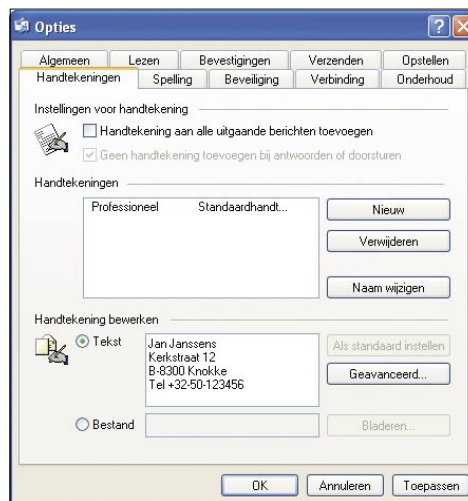 Opties
Algemeen Lezen Bevestigingen Verzenden Opstellen
Handtekeningen Spelling Beveiliging Verbinding Onderhoud
Instellingen voor handtekening
Handtekening aan alle uitgaande berichten toevoegen
Geen handtekening toevoegen bij antwoorden of doorsturen
Handtekeningen
Professioneel Standaardhandt...
Nieuw
Verwijderen
Naam wijzigen
Handtekening bewerken
Tekst
Jan Janssens
Kerkstraat 12
B-8300 Knokke
Tel +32-50-123456
Als standaard instellen
Geavanceerd...
Bestand
Bladeren...
OK Annuleren Toepassen